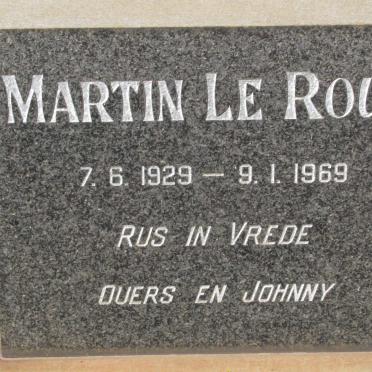 MARTIN LE ROU
7. 6. 1929 — 9. 1. 1969
RUS IN VREDE
OUERS EN JOHNNY